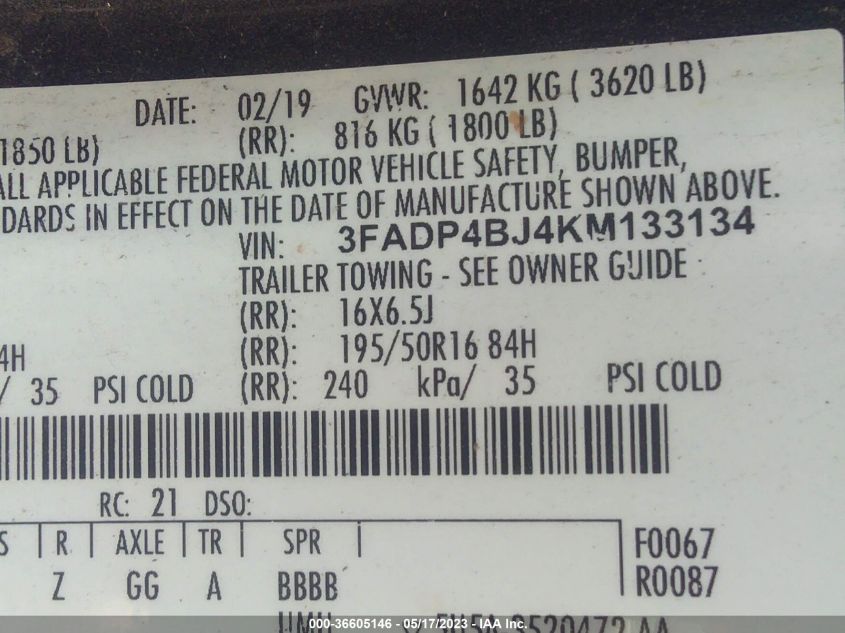 DATE: 02/19 GVWR: 1642 KG ( 3620 LB)
1850 LB) (RR): 816 KG ( 1800 LB)
ALL APPLICABLE FEDERAL MOTOR VEHICLE SAFETY, BUMPER,
DARDS IN EFFECT ON THE DATE OF MANUFACTURE SHOWN ABOVE.
VIN: 3FADP4BJ4KM133134
TRAILER TOWING - SEE OWNER GUIDE
(RR): 16X6.5J
4H (RR): 195/50R16 84H
/ 35 PSI COLD (RR): 240 kPa/ 35 PSI COLD
RC: 21 DSO:
S R AXLE TR SPR F0067
Z GG A BBBB R0087
000-36605146 - 05/17/2023 - IAA Inc.